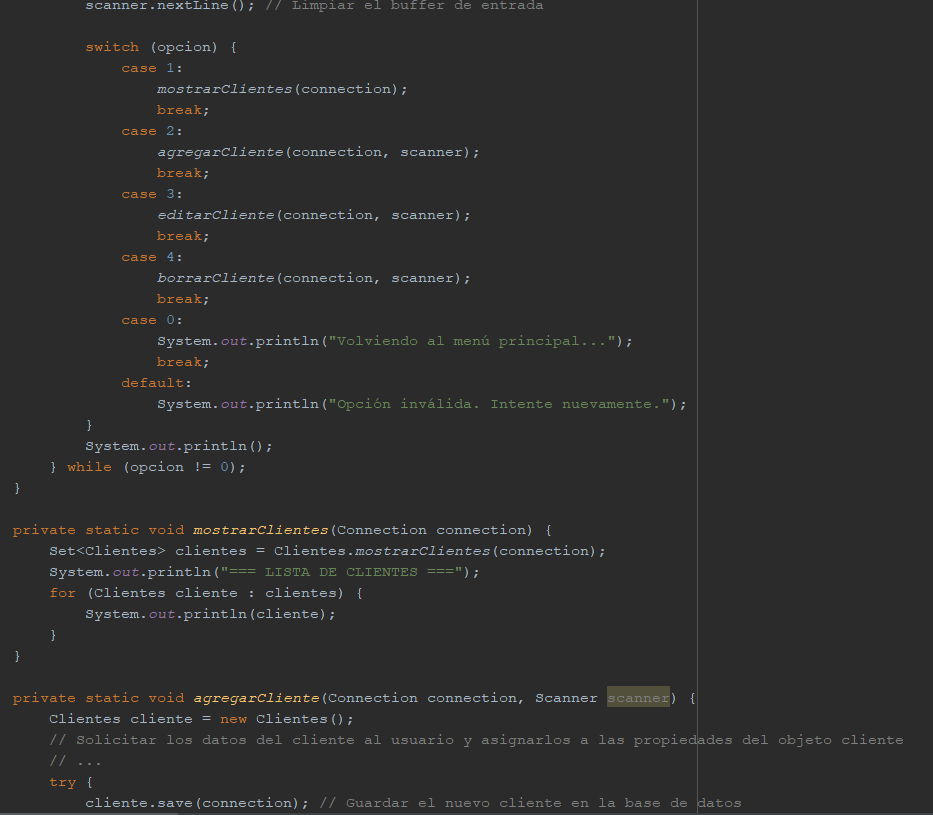 scanner.nextLine(); // Limpiar el buffer de entrada
switch (opcion) {
case 1:
mostrarClientes(connection);
break;
case 2:
agregarCliente(connection, scanner);
break;
case 3:
editarCliente(connection, scanner);
break;
case 4:
borrarCliente(connection, scanner);
break;
case 0:
System.out.println("Volviendo al menú principal...");
break;
default:
System.out.println("Opción inválida. Intente nuevamente.");
}
System.out.println();
} while (opcion != 0);
}
private static void mostrarClientes(Connection connection) {
Set<Clientes> clientes = Clientes.mostrarClientes(connection);
System.out.println("=== LISTA DE CLIENTES ===");
for (Clientes cliente : clientes) {
System.out.println(cliente);
}
}
private static void agregarCliente(Connection connection, Scanner scanner) {
Clientes cliente = new Clientes();
// Solicitar los datos del cliente al usuario y asignarlos a las propiedades del objeto cliente
// ...
try {
cliente.save(connection); // Guardar el nuevo cliente en la base de datos